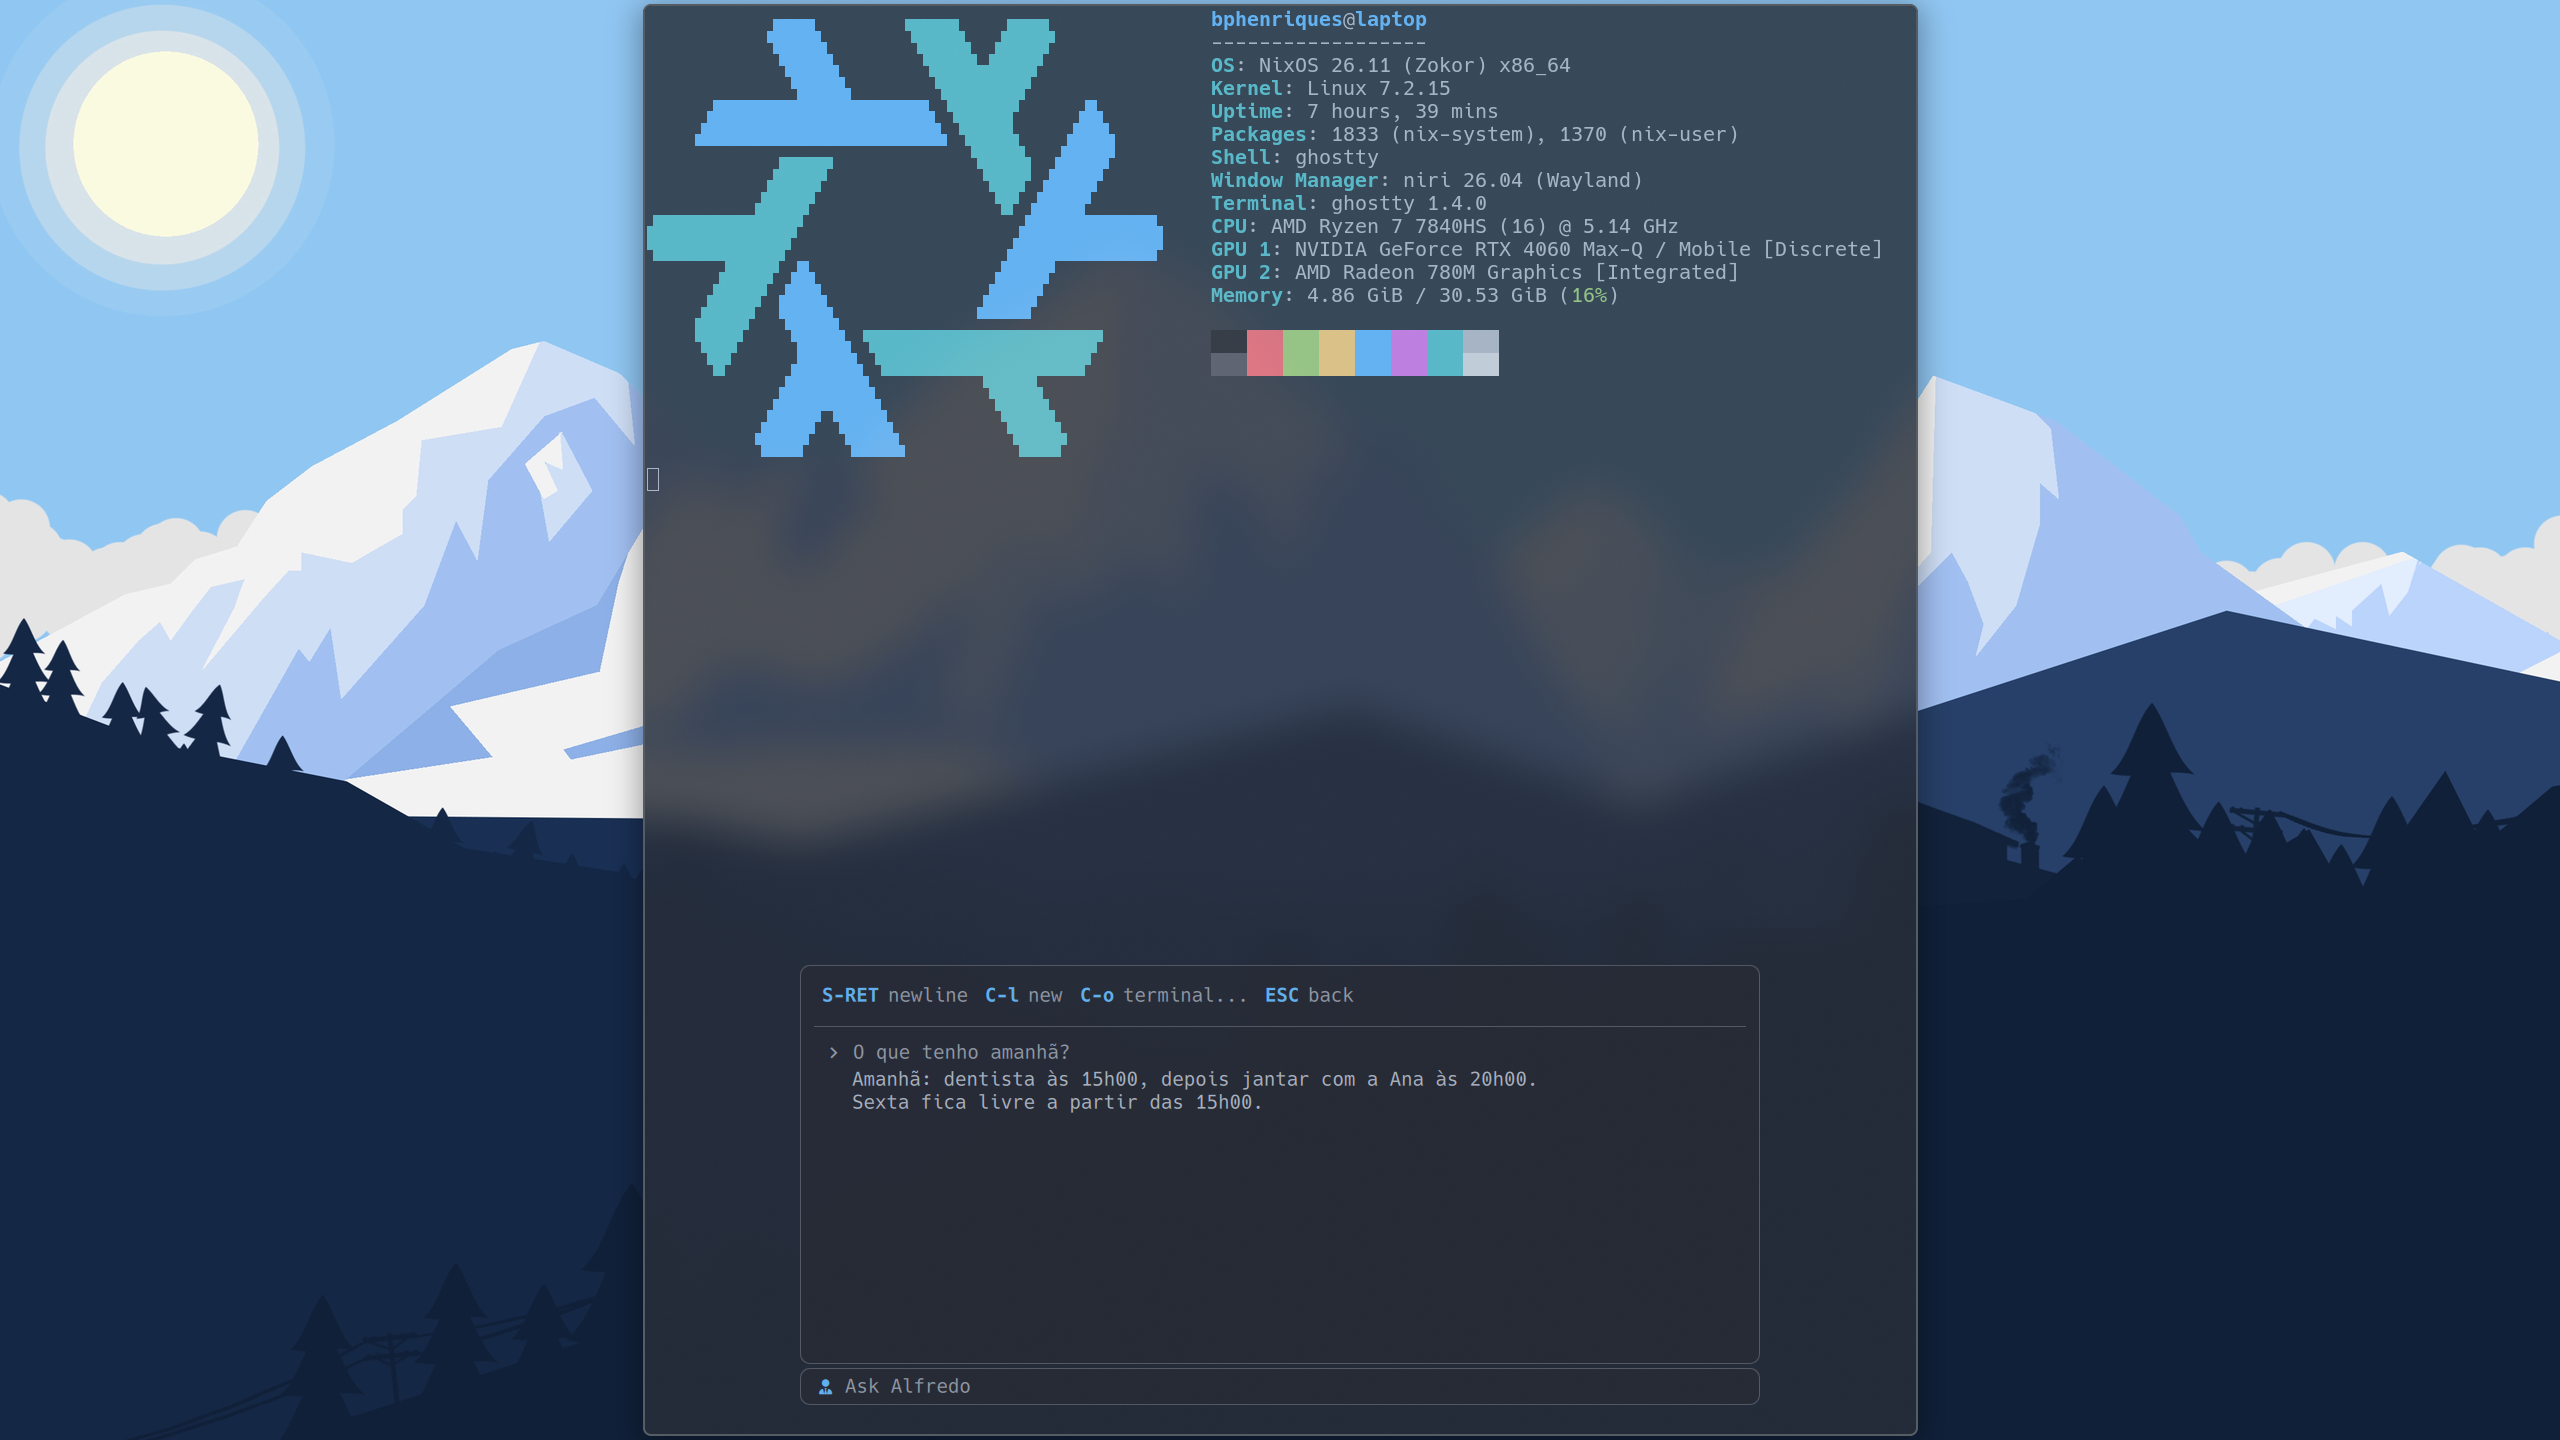 bphenriques@laptop
------------------
OS: NixOS 26.11 (Zokor) x86_64
Kernel: Linux 7.2.15
Uptime: 7 hours, 39 mins
Packages: 1833 (nix-system), 1370 (nix-user)
Shell: ghostty
Window Manager: niri 26.04 (Wayland)
Terminal: ghostty 1.4.0
CPU: AMD Ryzen 7 7840HS (16) @ 5.14 GHz
GPU 1: NVIDIA GeForce RTX 4060 Max-Q / Mobile [Discrete]
GPU 2: AMD Radeon 780M Graphics [Integrated]
Memory: 4.86 GiB / 30.53 GiB (16%)
S-RET newline C-l new C-o terminal... ESC back
› O que tenho amanhã?
Amanhã: dentista às 15h00, depois jantar com a Ana às 20h00.
Sexta fica livre a partir das 15h00.
Ask Alfredo